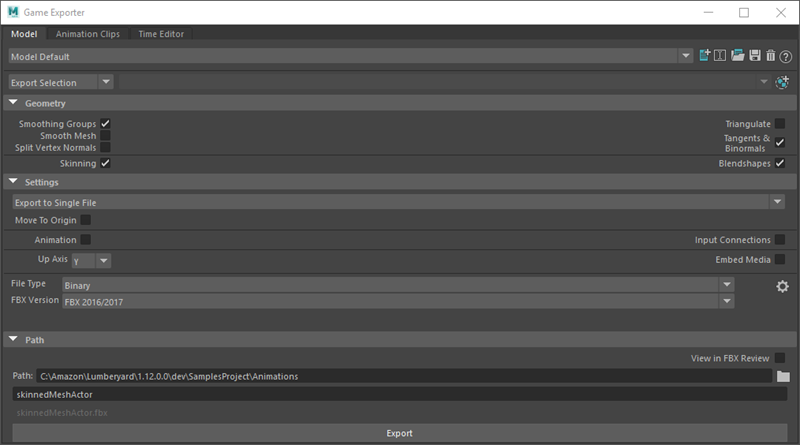 Game Exporter
Model Animation Clips Time Editor
Model Default
Export Selection
Geometry
Smoothing Groups Triangulate
Smooth Mesh Tangents &
Split Vertex Normals Binormals
Skinning Blendshapes
Settings
Export to Single File
Move To Origin
Animation Input Connections
Up Axis y Embed Media
File Type Binary
FBX Version FBX 2016/2017
Path
View in FBX Review
Path: C:\Amazon\Lumberyard\1.12.0.0\dev\SamplesProject\Animations
skinnedMeshActor
skinnedMeshActor.fbx
Export